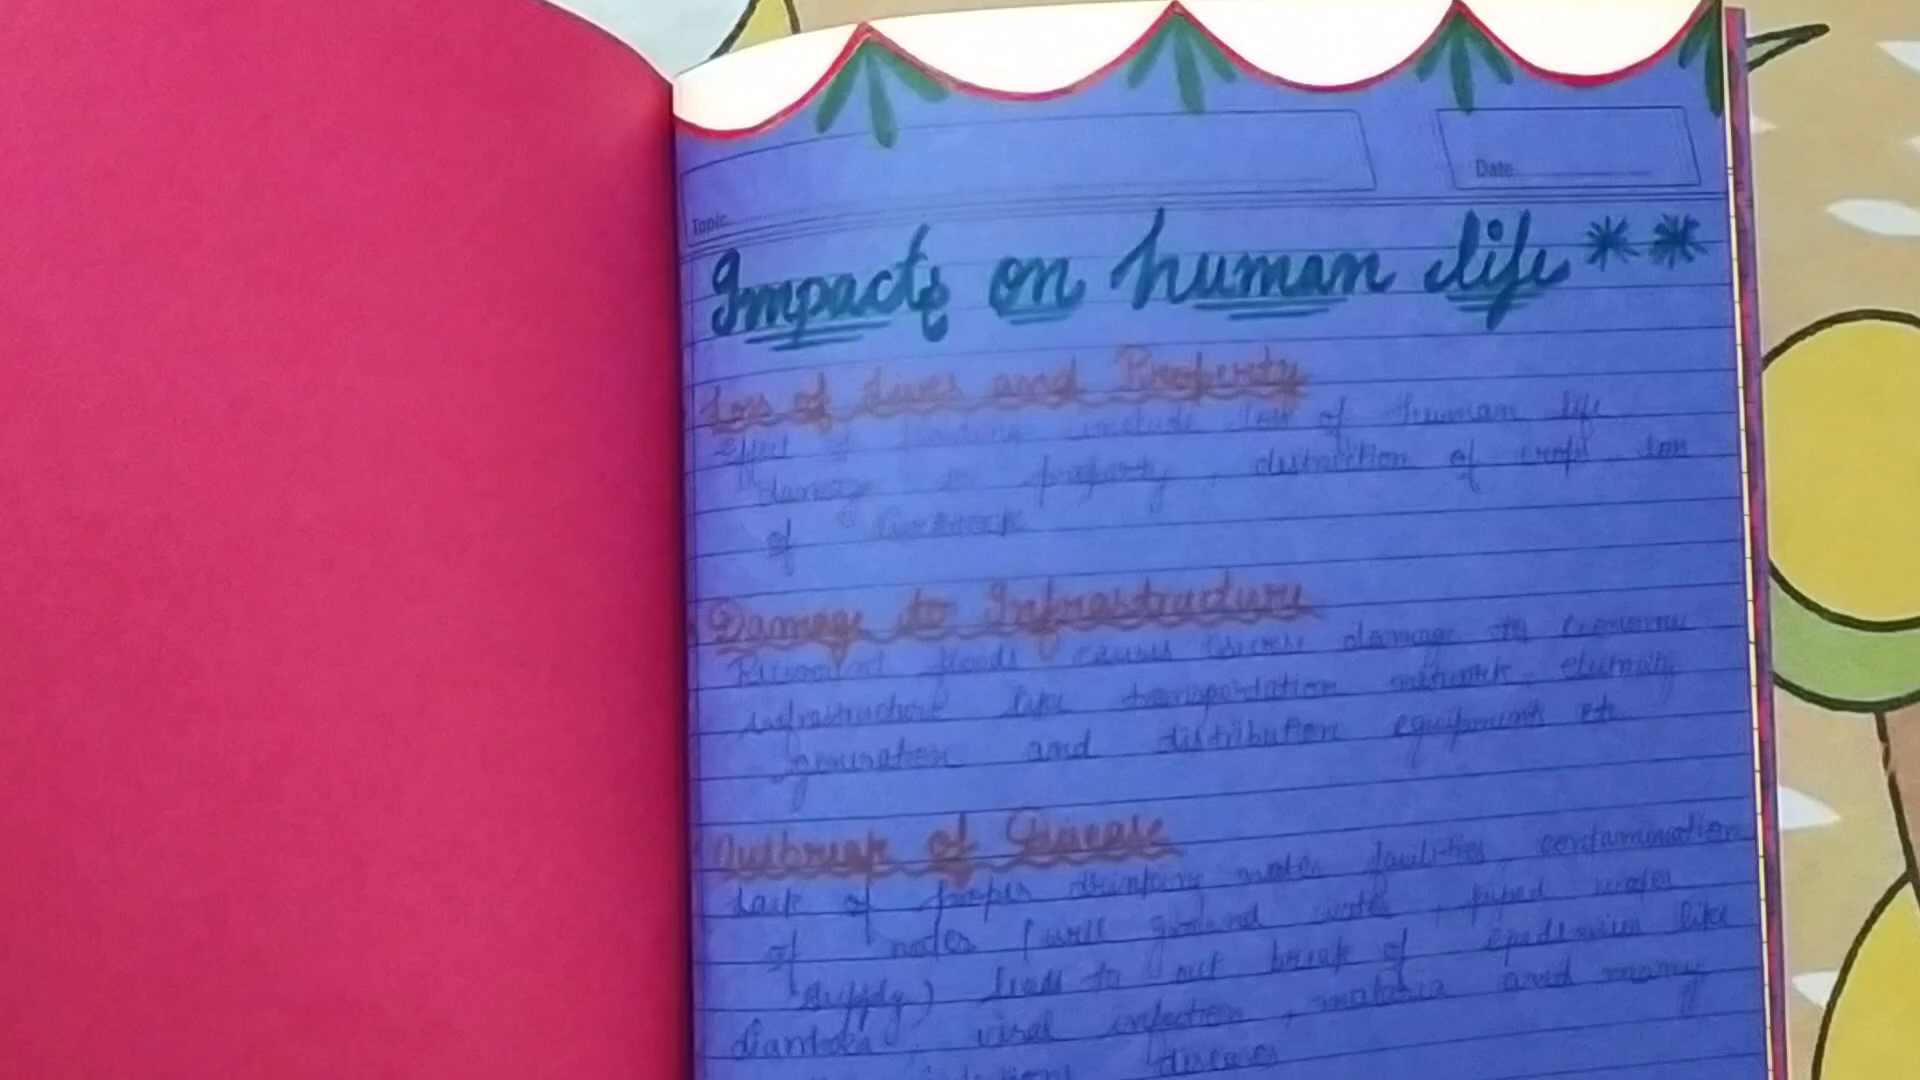 Date
Topic
Impacts on human life **
Loss of Lives and Property
Effect of flooding include loss of human life
damage to property, distruction of crops, loss
of livestock
Damage to Infrastructure
Recurrent floods causes severe damage to economic
infrastructure like transportation network, eletricity
generation and distribution equipments etc
Outbreak of Disease
Lack of proper drinking water facilities, contamination
of water (well ground water, piped water
supply) leads to out break of epidemics like
diarrhoea, viral infection, malaria and many
diseases